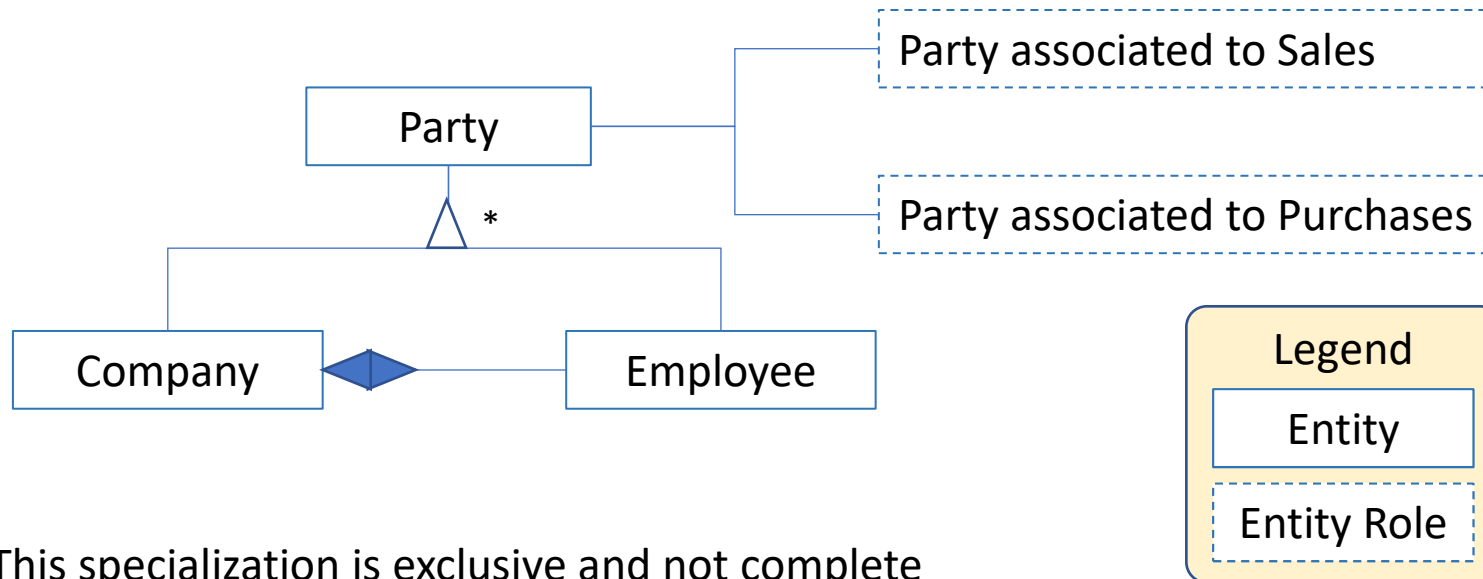 Party associated to Sales
Party
*
Party associated to Purchases
Company
Employee
Legend
Entity
Entity Role
This specialization is exclusive and not complete